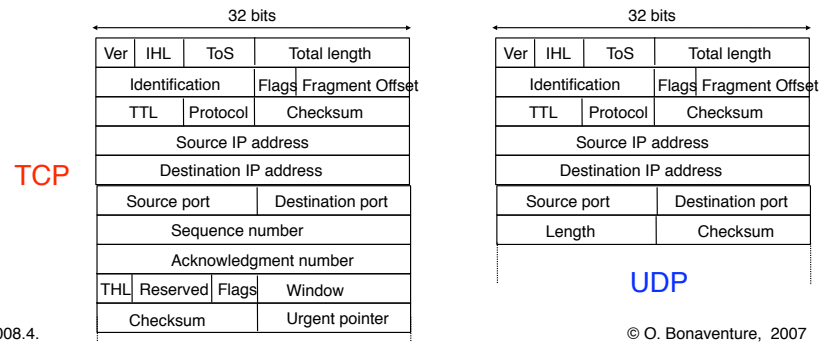 32 bits
Ver IHL ToS Total length
Identification Flags Fragment Offset
TTL Protocol Checksum
Source IP address
Destination IP address
TCP
Source port Destination port
Sequence number
Acknowledgment number
THL Reserved Flags Window
Checksum Urgent pointer
008.4.
32 bits
Ver IHL ToS Total length
Identification Flags Fragment Offset
TTL Protocol Checksum
Source IP address
Destination IP address
Source port Destination port
Length Checksum
UDP
© O. Bonaventure, 2007